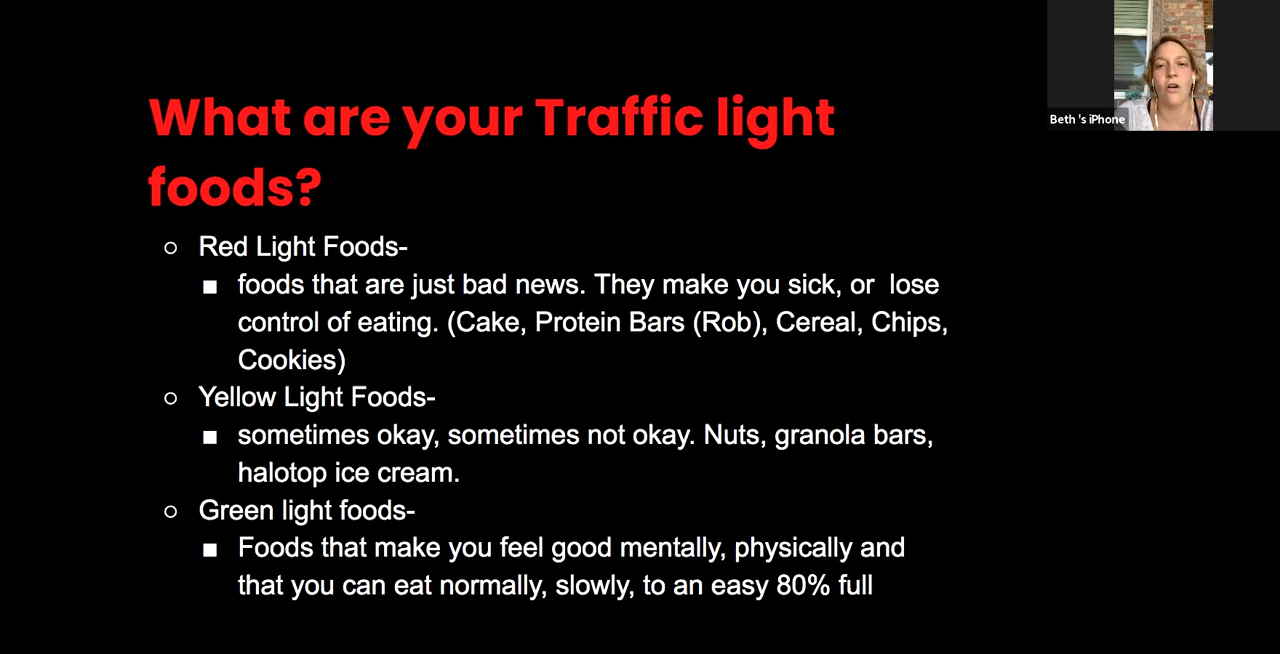 What are your Traffic light
foods?
Red Light Foods-
foods that are just bad news. They make you sick, or  lose
control of eating. (Cake, Protein Bars (Rob), Cereal, Chips,
Cookies)
Yellow Light Foods-
sometimes okay, sometimes not okay. Nuts, granola bars,
halotop ice cream.
Green light foods-
Foods that make you feel good mentally, physically and
that you can eat normally, slowly, to an easy 80% full
Beth 's iPhone